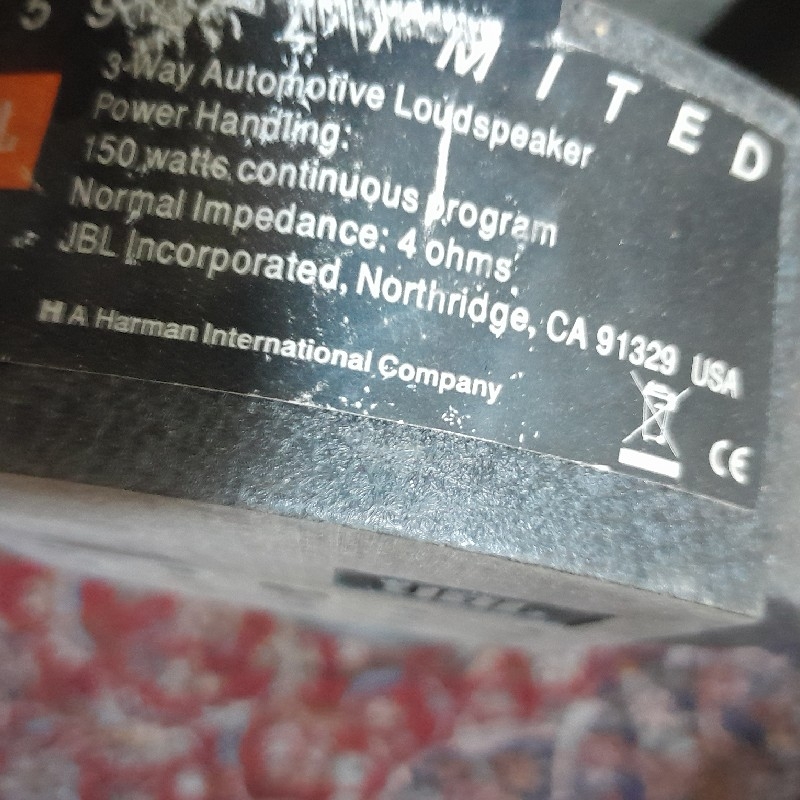 MITED
3-Way Automotive Loudspeaker
Power Handling:
150 watts continuous program
Normal Impedance: 4 ohms
JBL Incorporated, Northridge, CA 91329 USA
H A Harman International Company
CE